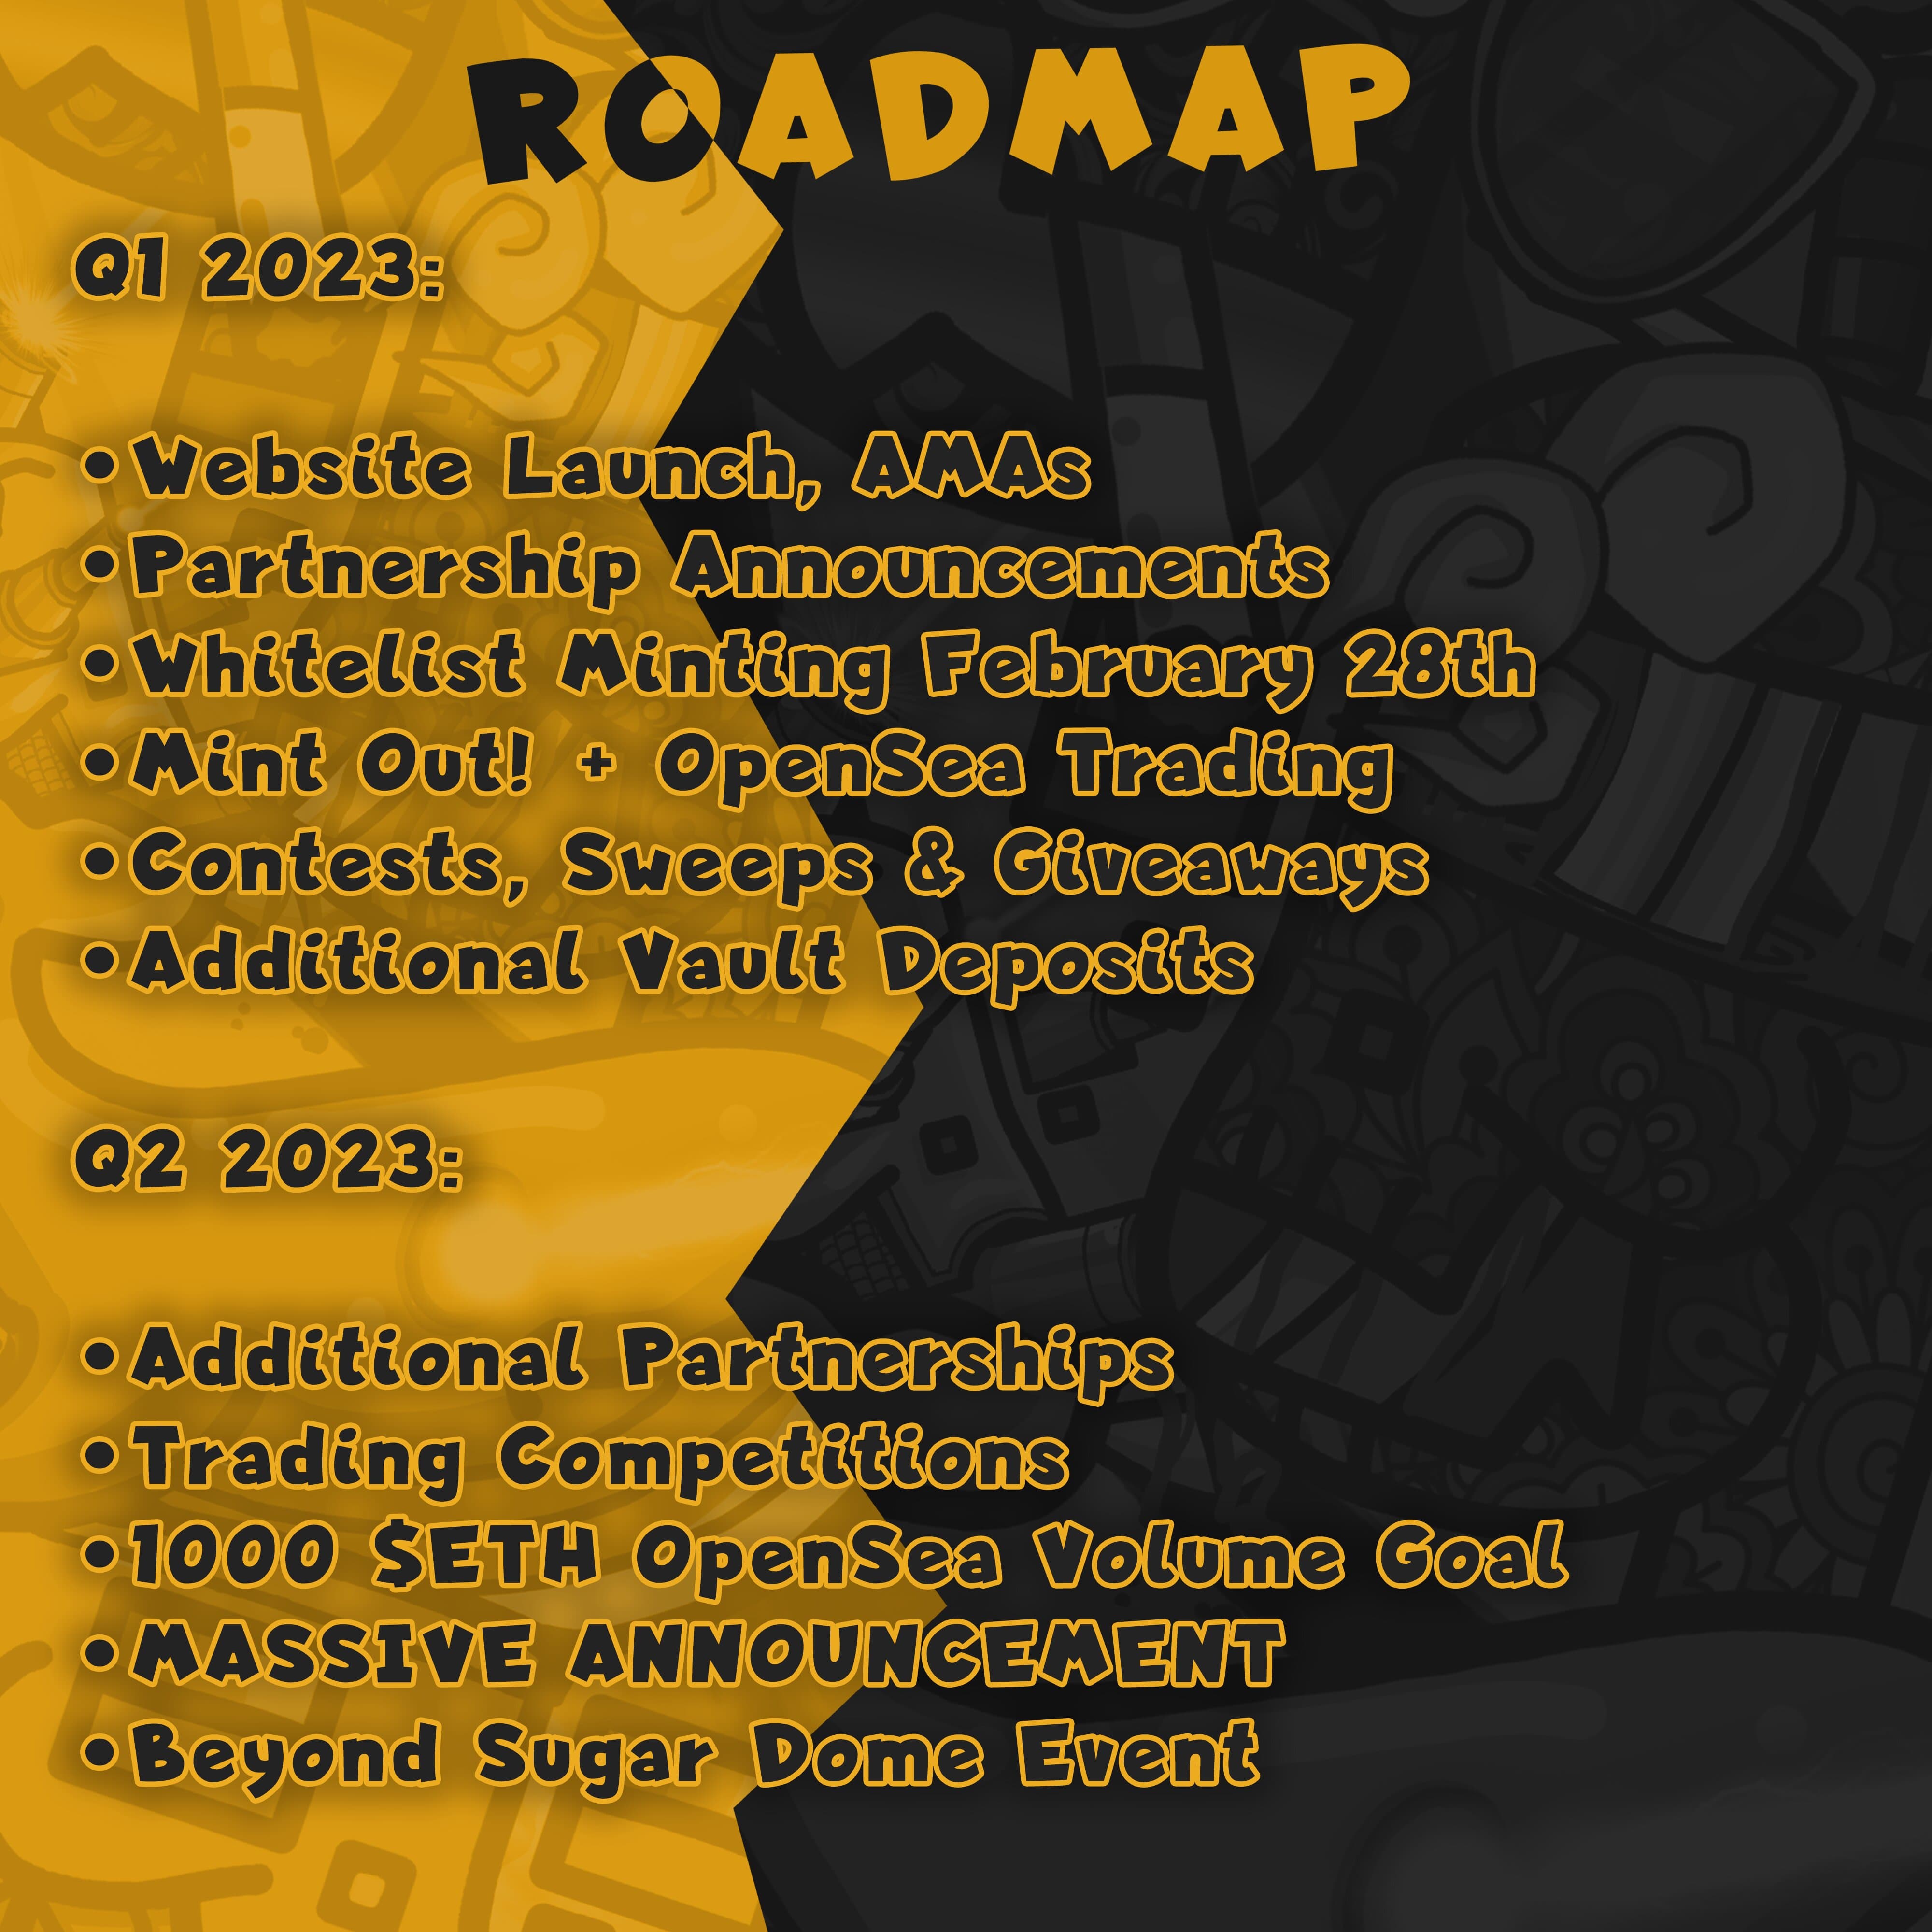 ROADMAP
Q1 2023:
•Website Launch, AMAs
•Partnership Announcements
•Whitelist Minting February 28th
•Mint Out! + OpenSea Trading
•Contests, Sweeps & Giveaways
•Additional Vault Deposits
Q2 2023:
•Additional Partnerships
•Trading Competitions
•1000 $ETH OpenSea Volume Goal
•MASSIVE ANNOUNCEMENT
•Beyond Sugar Dome Event